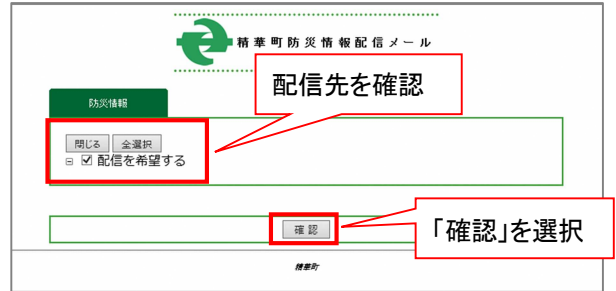 精華町防災情報配信メール
配信先を確認
防災情報
閉じる 全選択
配信を希望する
確認
「確認」を選択
精華町